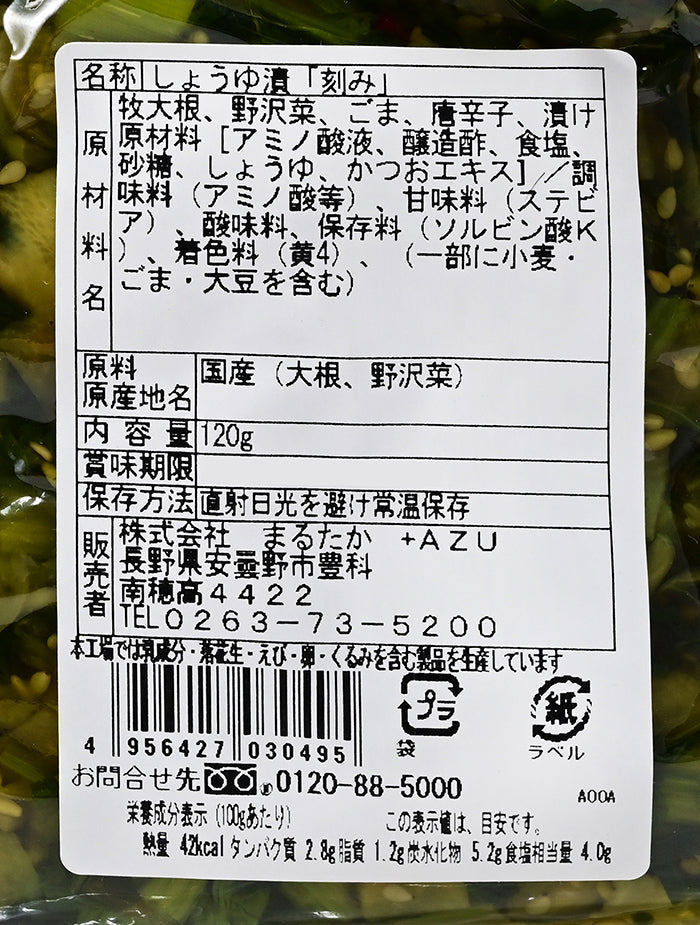 名称 しょうゆ漬「刻み」
原材料名 牧大根、野沢菜、ごま、唐辛子、漬け
原材料[アミノ酸液、醸造酢、食塩、
砂糖、しょうゆ、かつおエキス]／調
味料(アミノ酸等)、甘味料(ステビ
ア)、酸味料、保存料(ソルビン酸K
)、着色料(黄4)、(一部に小麦・
ごま・大豆を含む)
原料原産地名 国産(大根、野沢菜)
内容量 120g
賞味期限
保存方法 直射日光を避け常温保存
販売者 株式会社 まるたか +AZU
長野県安曇野市豊科
南穂高4422
TEL0263-73-5200
本工場では乳成分・落花生・えび・卵・くるみを含む製品を生産しています
プラ
袋
紙
ラベル
4 956427 030495
お問合せ先 0120-88-5000
A00A
栄養成分表示(100gあたり) この表示値は、目安です。
熱量 42kcal タンパク質 2.8g 脂質 1.2g 炭水化物 5.2g 食塩相当量 4.0g